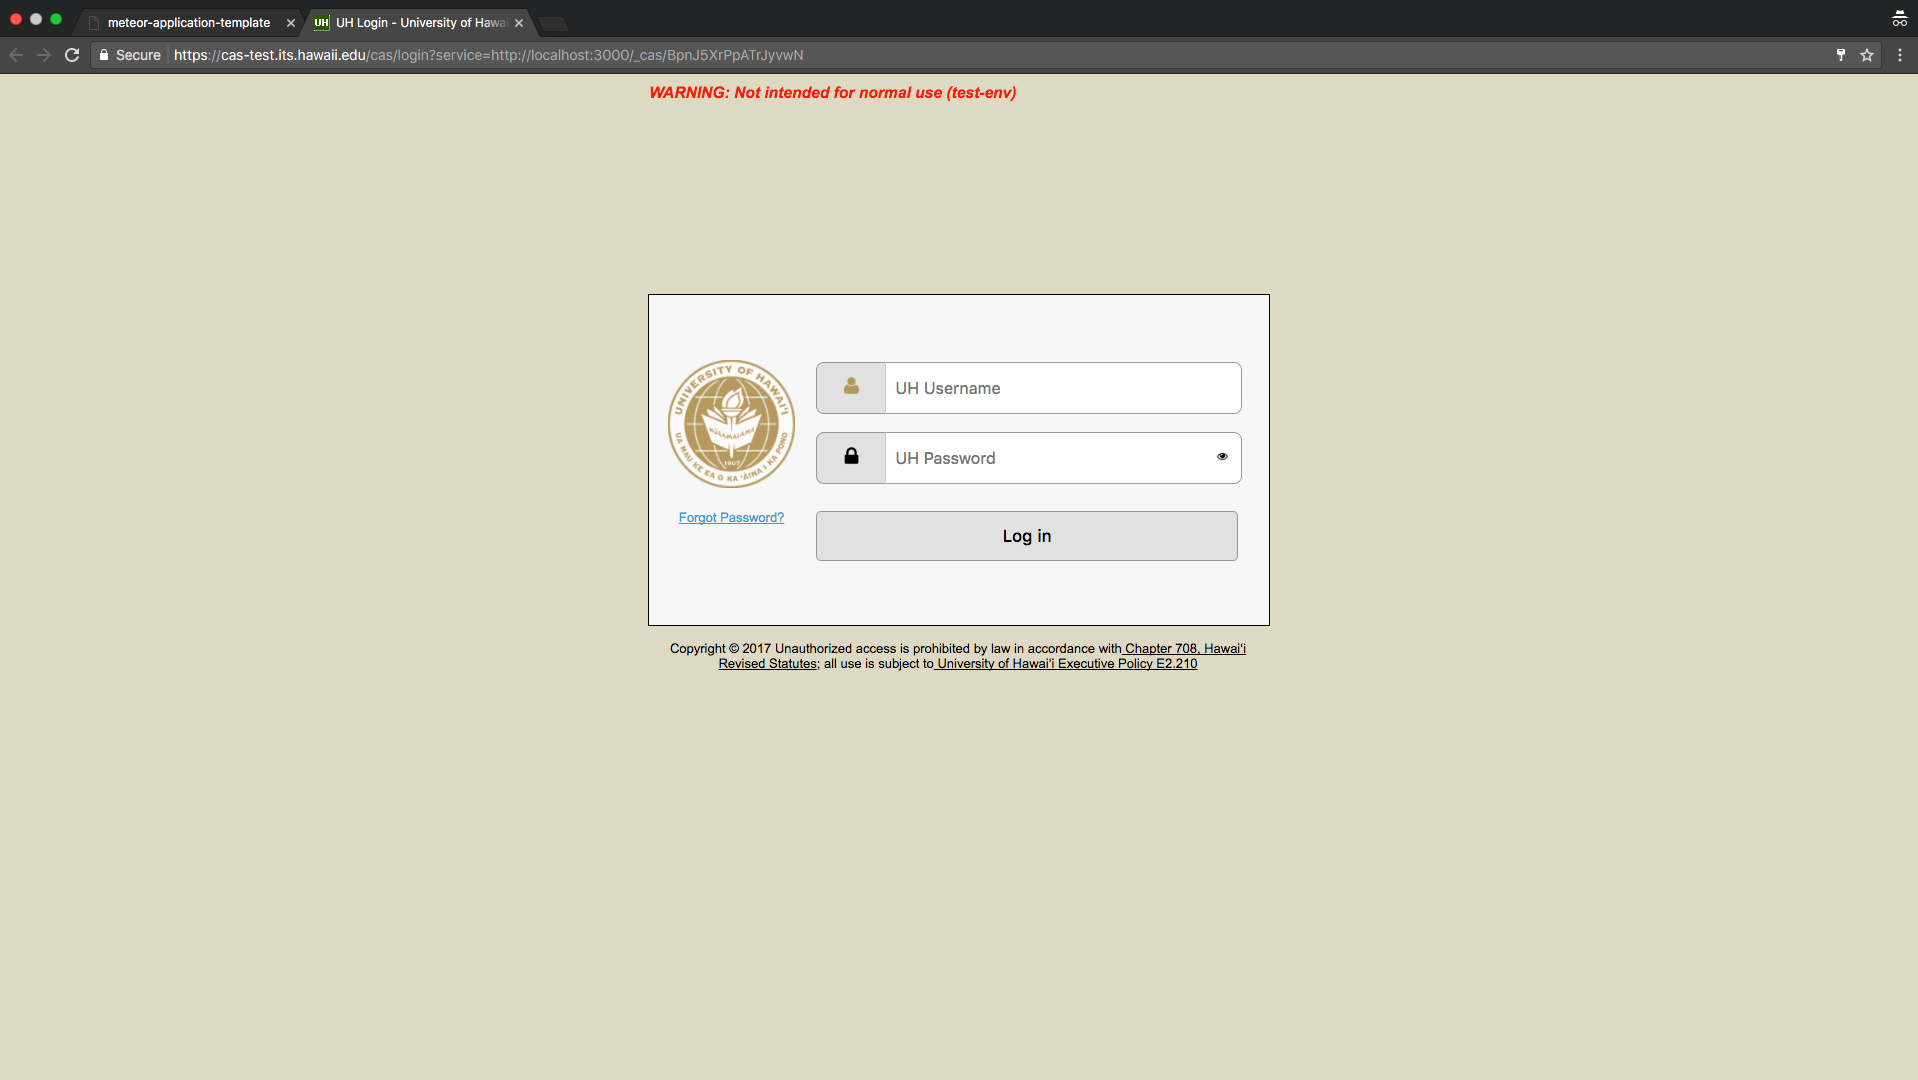 meteor-application-template
UH UH Login - University of Hawai
Secure https://cas-test.its.hawaii.edu/cas/login?service=http://localhost:3000/_cas/BpnJ5XrPpATrJyvwN
WARNING: Not intended for normal use (test-env)
UNIVERSITY OF HAWAI'I
MALAMALAMA
1907
UA MAU KE EA O KA 'ĀINA I KA PONO
UH Username
UH Password
Forgot Password?
Log in
Copyright © 2017 Unauthorized access is prohibited by law in accordance with Chapter 708, Hawai'i
Revised Statutes; all use is subject to University of Hawai'i Executive Policy E2.210